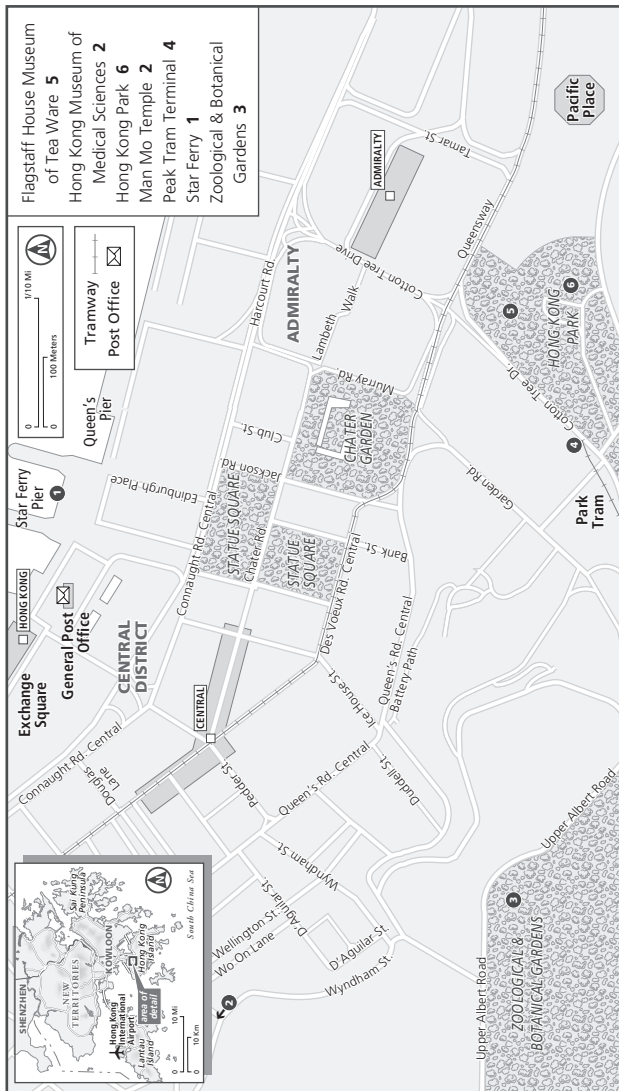 Flagstaff House Museum
of Tea Ware 5
Hong Kong Museum of
Medical Sciences 2
Hong Kong Park 6
Man Mo Temple 2
Peak Tram Terminal 4
Star Ferry 1
Zoological & Botanical
Gardens 3
0
1/10 Mi
0
100 Meters
N
Tramway
Post Office
SHENZHEN
NEW
TERRITORIES
Sai Kung
Peninsula
KOWLOON
Hong Kong
International
Airport
Hong Kong
Island
Lantau
Island
area of
detail
South China Sea
0
10 Mi
0
10 Km
N
Exchange
Square
HONG KONG
General Post
Office
Star Ferry
Pier
1
Queen's
Pier
Edinburgh Place
Connaught Rd. Central
Connaught Rd. Central
Douglas
Lane
CENTRAL
DISTRICT
CENTRAL
Pedder St.
STATUE SQUARE
Chater Rd
STATUE
SQUARE
Jackson Rd
Club St.
Harcourt Rd
ADMIRALTY
Lambeth
Walk
Murray Rd
CHATER
GARDEN
Cotton Tree Drive
ADMIRALTY
Tamar St.
Queensway
Pacific
Place
Des Voeux Rd. Central
Bank St.
Ice House St
Queen's Rd. Central
Queen's Rd. Central
Battery Path
Duddell St.
Wyndham St.
D'Aguilar St.
Wellington St.
Wo On Lane
D'Aguilar St.
Wyndham St.
2
Garden Rd.
Cotton Tree Dr
5
HONG KONG
PARK
6
4
Park
Tram
Upper Albert Road
Upper Albert Road
3
ZOOLOGICAL &
BOTANICAL GARDENS